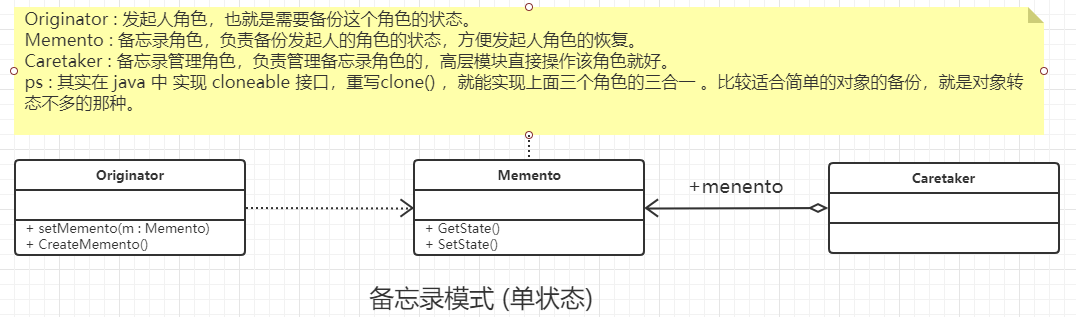 Originator : 发起人角色，也就是需要备份这个角色的状态。
Memento : 备忘录角色，负责备份发起人的角色的状态，方便发起人角色的恢复。
Caretaker : 备忘录管理角色，负责管理备忘录角色的，高层模块直接操作该角色就好。
ps : 其实在 java 中 实现 cloneable 接口，重写clone() ，就能实现上面三个角色的三合一 。比较适合简单的对象的备份，就是对象转
态不多的那种。
Originator
+ setMemento(m : Memento)
+ CreateMemento()
Memento
+ GetState()
+ SetState()
+menento
Caretaker
备忘录模式 (单状态)